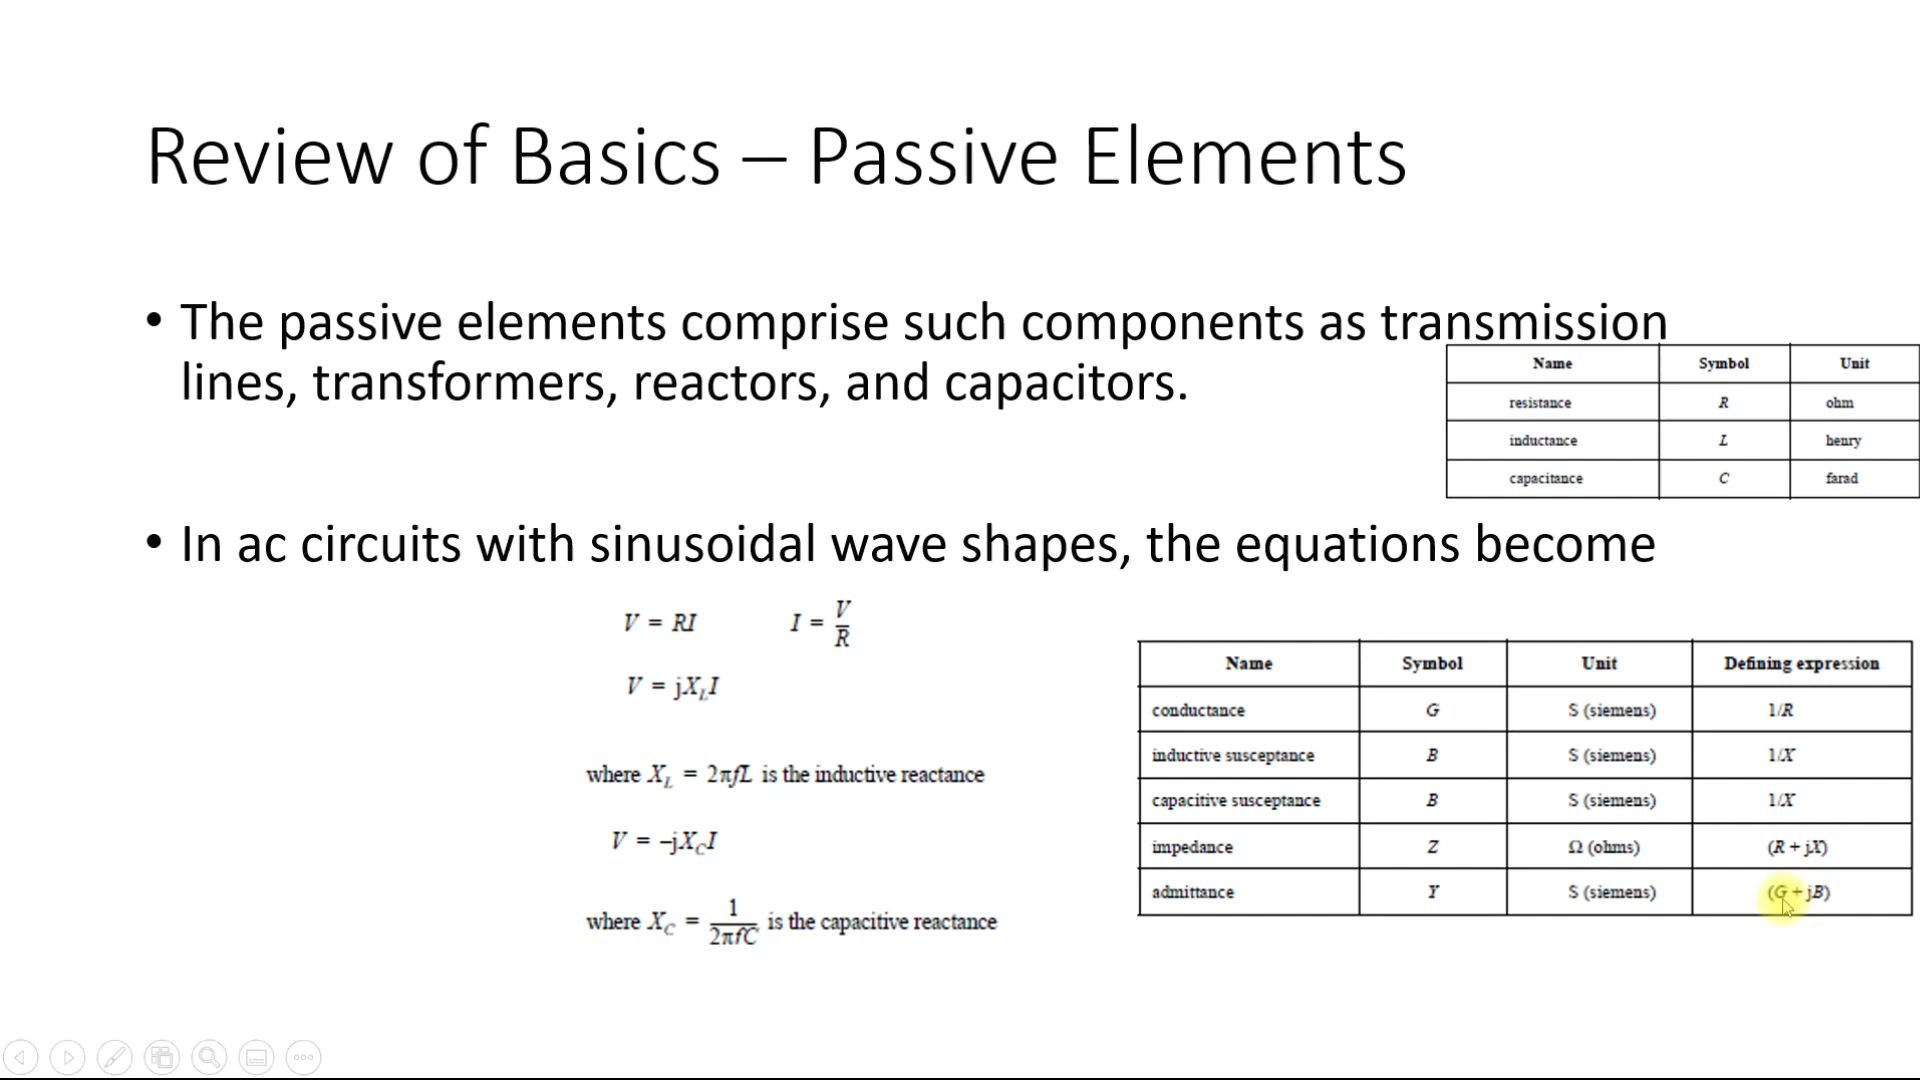 Review of Basics – Passive Elements
• The passive elements comprise such components as transmission
lines, transformers, reactors, and capacitors.
Name Symbol Unit
resistance R ohm
inductance L henry
capacitance C farad
• In ac circuits with sinusoidal wave shapes, the equations become
V = RI I = V/R
V = jX_L I
where X_L = 2πfL is the inductive reactance
V = –jX_C I
where X_C = 1/2πfC is the capacitive reactance
Name Symbol Unit Defining expression
conductance G S (siemens) 1/R
inductive susceptance B S (siemens) 1/X
capacitive susceptance B S (siemens) 1/X
impedance Z Ω (ohms) (R + jX)
admittance Y S (siemens) (G + jB)